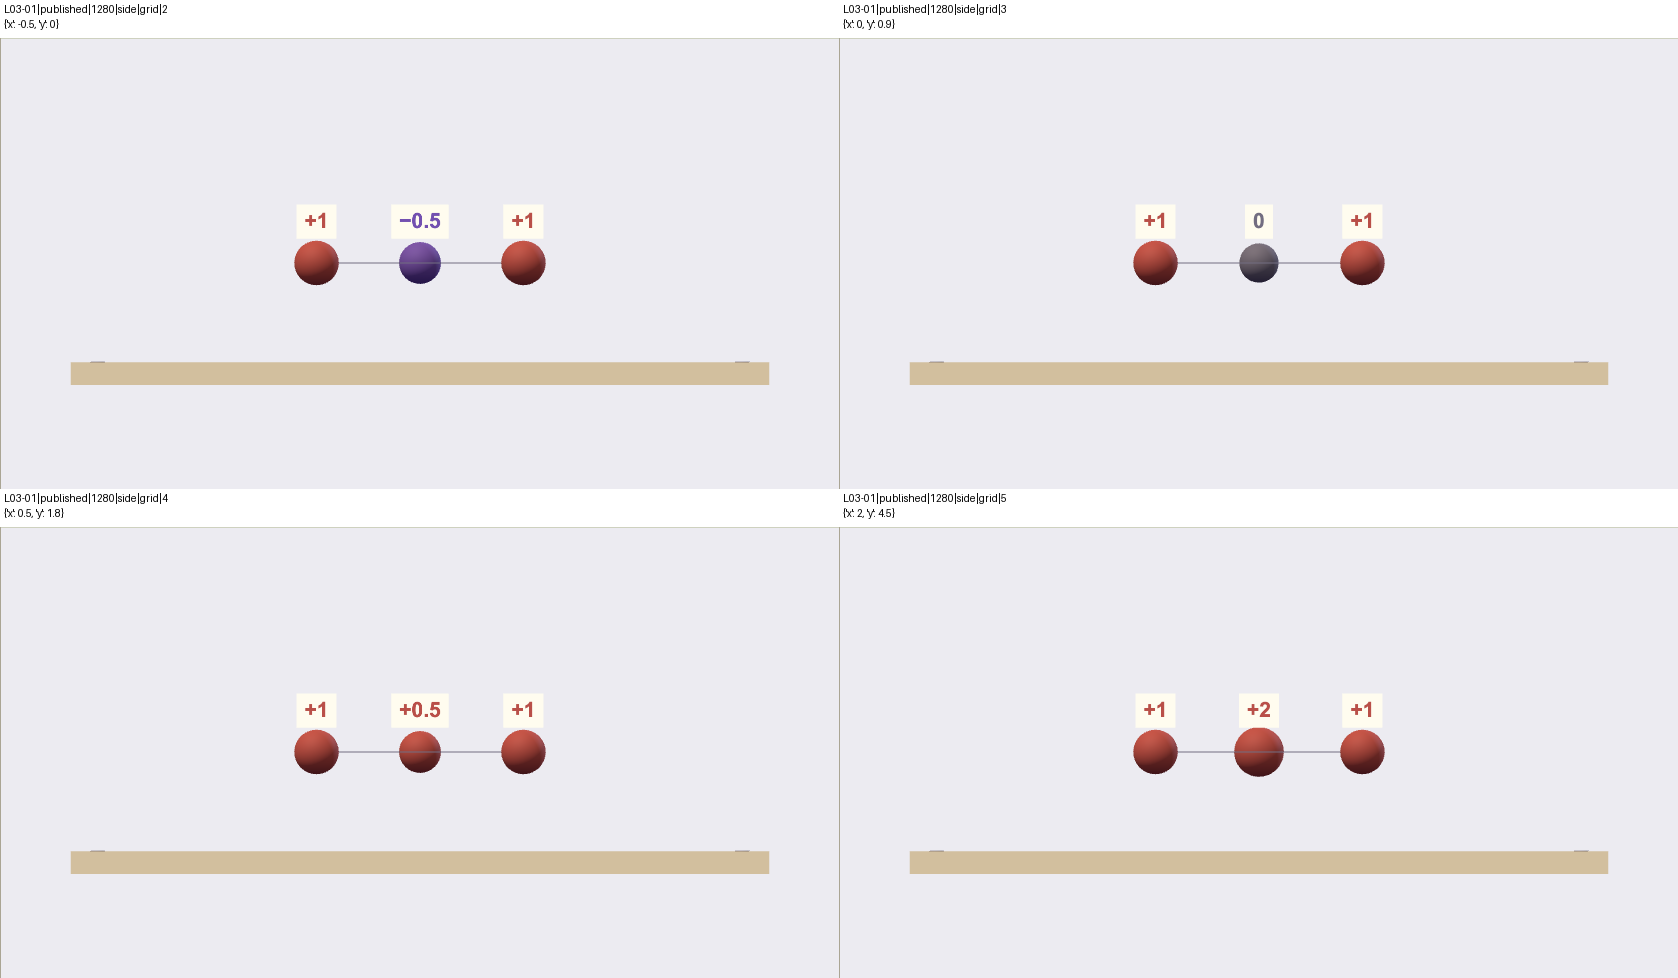 L03-01|published|1280|side|grid|2
{'x': -0.5, 'y': 0}
+1
−0.5
+1
L03-01|published|1280|side|grid|3
{'x': 0, 'y': 0.9}
+1
0
+1
L03-01|published|1280|side|grid|4
{'x': 0.5, 'y': 1.8}
+1
+0.5
+1
L03-01|published|1280|side|grid|5
{'x': 2, 'y': 4.5}
+1
+2
+1